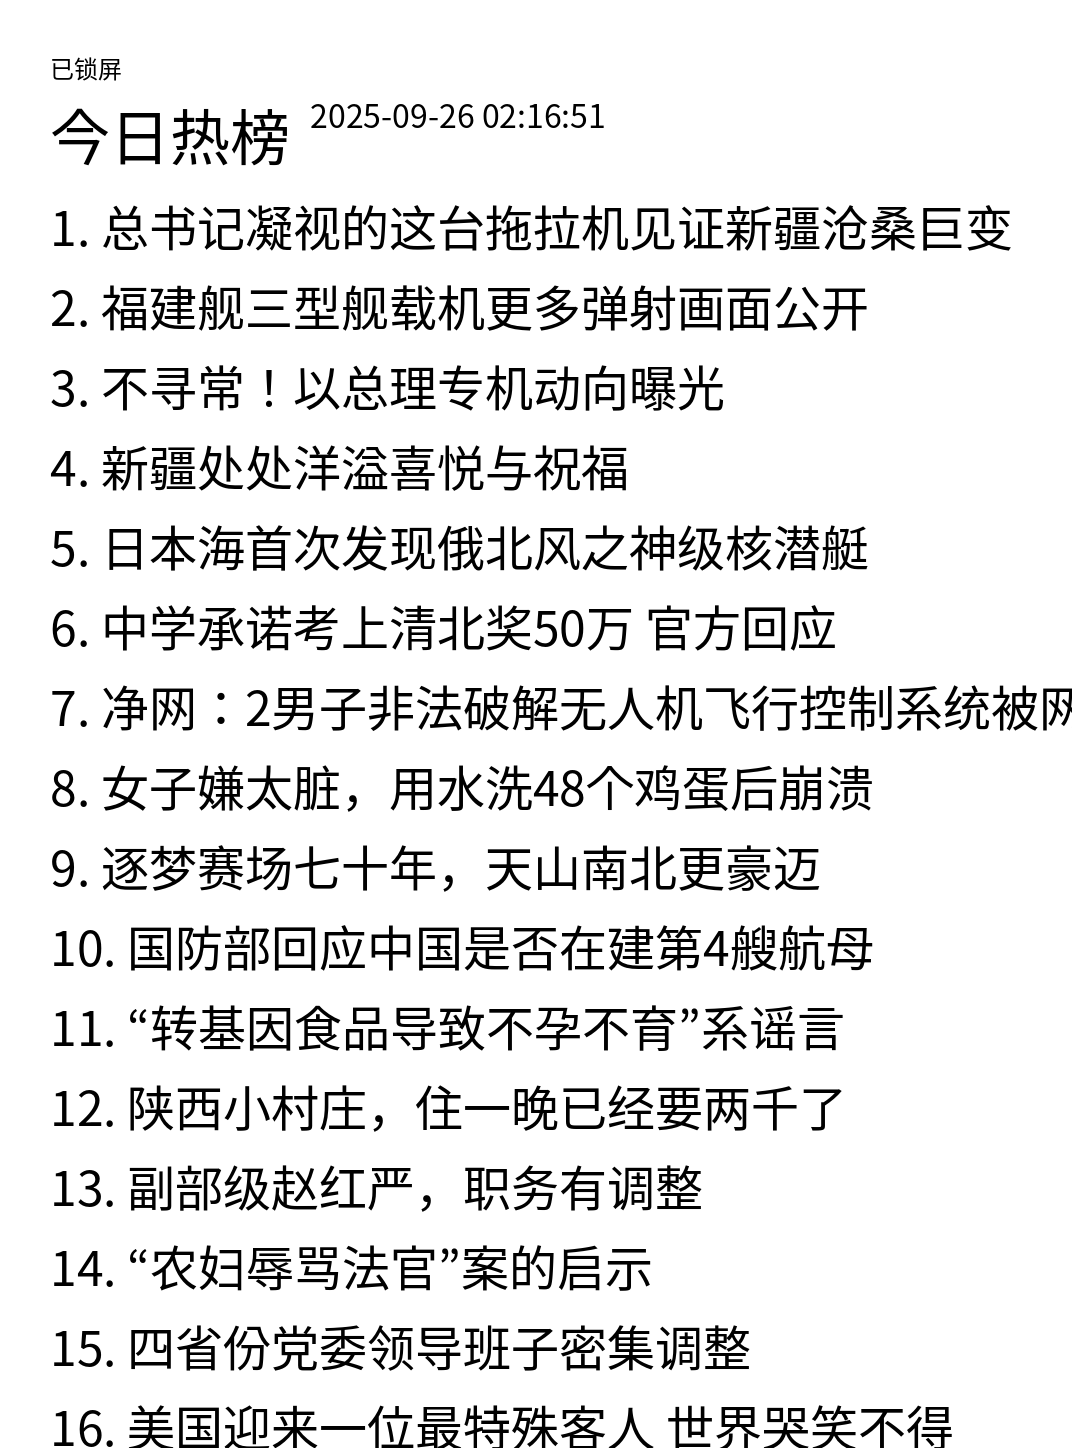 已锁屏
今日热榜 2025-09-26 02:16:51
1. 总书记凝视的这台拖拉机见证新疆沧桑巨变
2. 福建舰三型舰载机更多弹射画面公开
3. 不寻常！以总理专机动向曝光
4. 新疆处处洋溢喜悦与祝福
5. 日本海首次发现俄北风之神级核潜艇
6. 中学承诺考上清北奖50万 官方回应
7. 净网：2男子非法破解无人机飞行控制系统被网
8. 女子嫌太脏，用水洗48个鸡蛋后崩溃
9. 逐梦赛场七十年，天山南北更豪迈
10. 国防部回应中国是否在建第4艘航母
11. “转基因食品导致不孕不育”系谣言
12. 陕西小村庄，住一晚已经要两千了
13. 副部级赵红严，职务有调整
14. “农妇辱骂法官”案的启示
15. 四省份党委领导班子密集调整
16. 美国迎来一位最特殊客人 世界哭笑不得